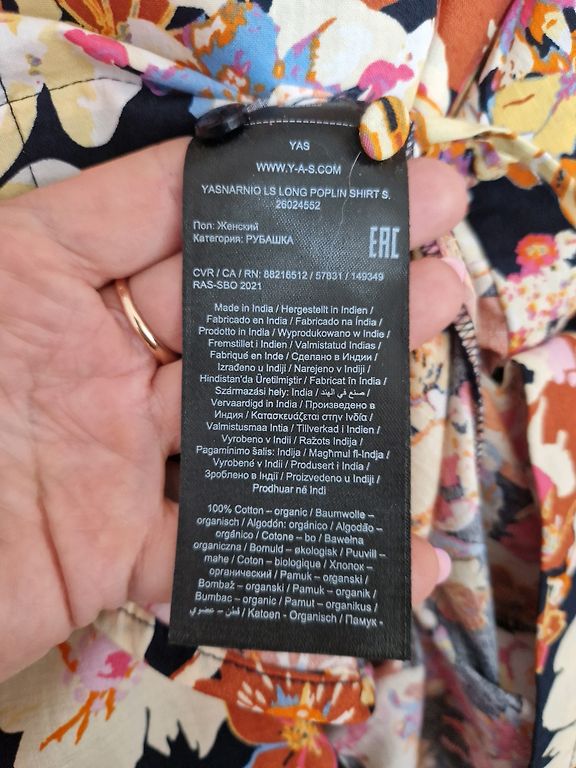 YAS
WWW.Y-A-S.COM
YASNARNIO LS LONG POPLIN SHIRT S.
26024552
Пол: Женский
Категория: РУБАШКА
EAC
CVR / CA / RN: 88216512 / 57831 / 149349
RAS-SBO 2021
Made in India / Hergestellt in Indien /
Fabricado en India / Fabricado na Índia /
Prodotto in India / Wyprodukowano w Indie /
Fremstillet i Indien / Valmistatud Indias /
Fabriqué en Inde / Сделано в Индии /
Izrađeno u Indiji / Narejeno v Indiji /
Hindistan'da Üretilmiştir / Fabricat în India /
Származási hely: India / صنع في الهند /
Vervaardigd in India / Произведено в
Индия / Κατασκευάζεται στην Ινδία /
Valmistusmaa Intia / Tillverkad i Indien /
Vyrobeno v Indii / Ražots Indijā /
Pagaminimo šalis: Indija / Magħmul fl-Indja /
Vyrobené v Indii / Produsert i India /
Зроблено в Індії / Proizvedeno u Indiji /
Prodhuar në Indi
100% Cotton – organic / Baumwolle –
organisch / Algodón: orgánico / Algodão –
orgânico / Cotone – bo / Bawełna
organiczna / Bomuld – økologisk / Puuvill –
mahe / Coton – biologique / Хлопок –
органический / Pamuk – organski /
Bombaž – organski / Pamuk – organik /
Bumbac – organic / Pamut – organikus /
قطن - عضوي / Katoen - Organisch / Памук -